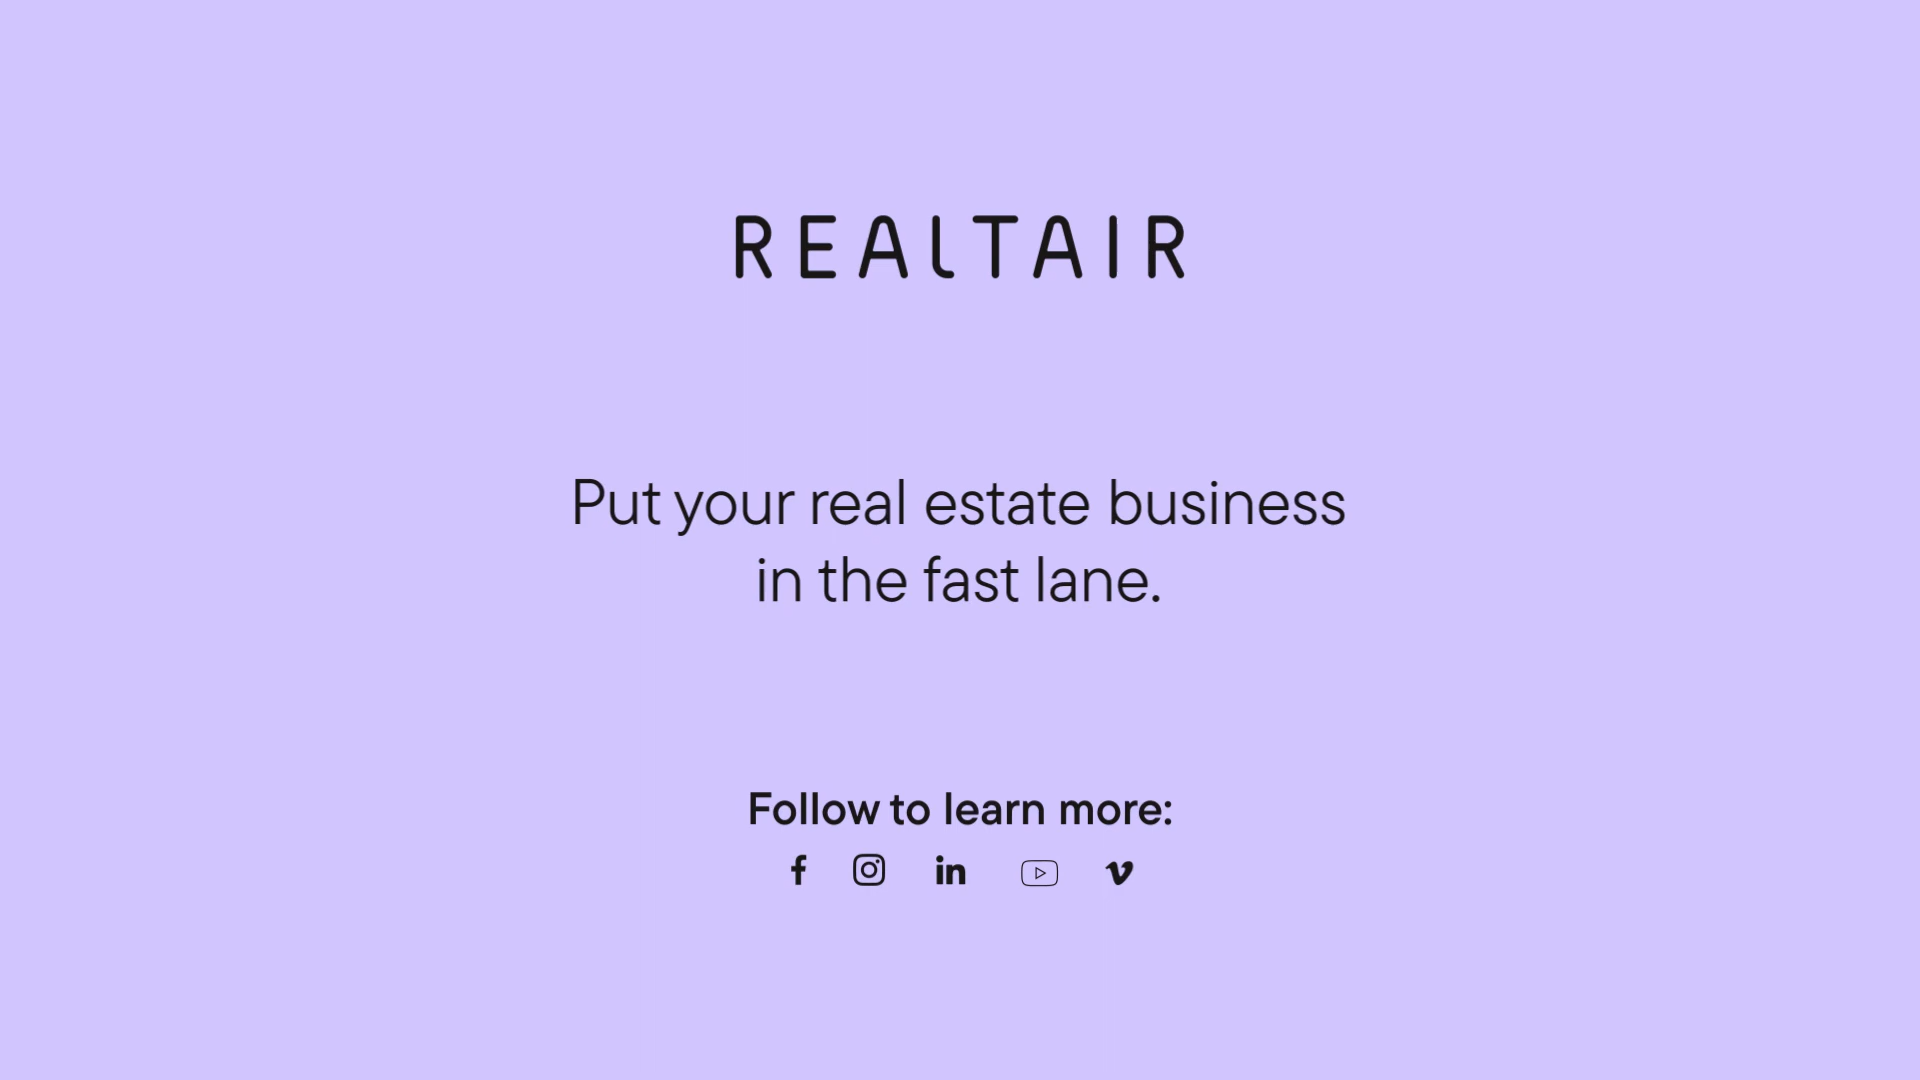 REALTAIR
Put your real estate business
in the fast lane.
Follow to learn more: